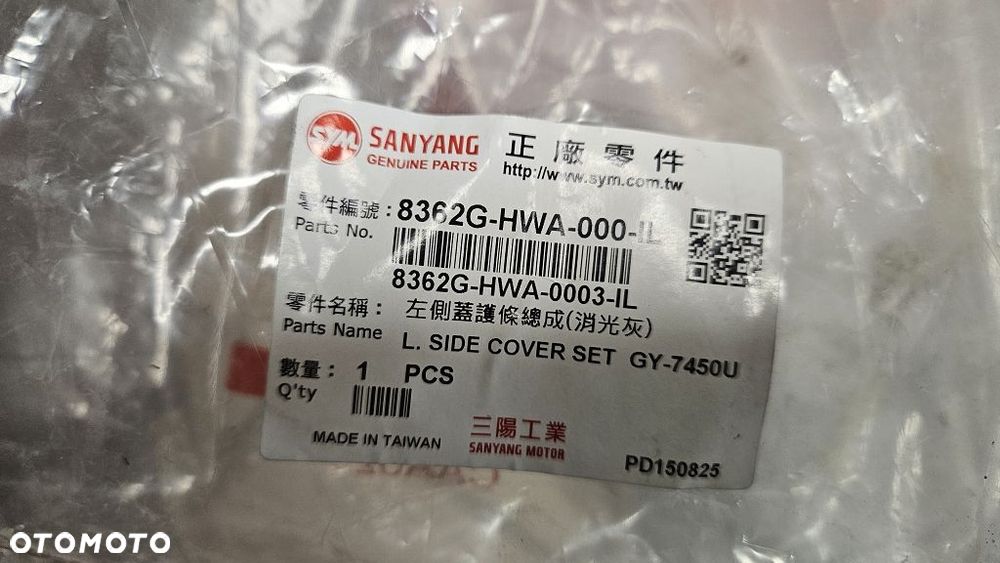 SYM SANYANG 正廠零件
GENUINE PARTS http://www.sym.com.tw
零件編號：8362G-HWA-000-IL
Parts No.
8362G-HWA-0003-IL
零件名稱： 左側蓋護條總成(消光灰)
Parts Name L. SIDE COVER SET GY-7450U
數量： 1 PCS
Q'ty
MADE IN TAIWAN 三陽工業
SANYANG MOTOR PD150825
OTOMOTO